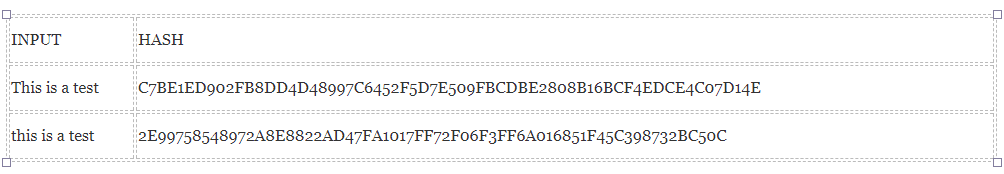 INPUT HASH
This is a test C7BE1ED902FB8DD4D48997C6452F5D7E509FBCDBE2808B16BCF4EDCE4C07D14E
this is a test 2E99758548972A8E8822AD47FA1017FF72F06F3FF6A016851F45C398732BC50C